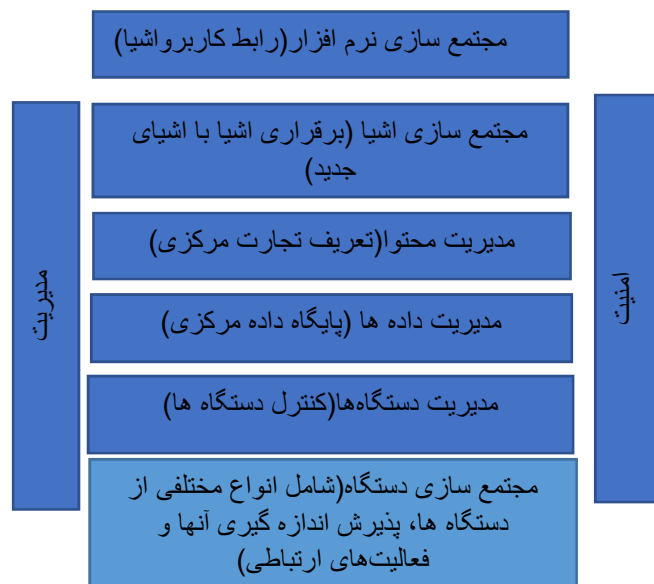 مجتمع سازی نرم افزار(رابط کاربرواشیا)
مجتمع سازی اشیا (برقراری اشیا با اشیای
جدید)
مدیریت محتوا(تعریف تجارت مرکزی)
مدیریت داده ها (پایگاه داده مرکزی)
مدیریت دستگاه‌ها(کنترل دستگاه ها)
مجتمع سازی دستگاه(شامل انواع مختلفی از
دستگاه ها، پذیرش اندازه گیری آنها و
فعالیت‌های ارتباطی)
امنیت
مدیریت